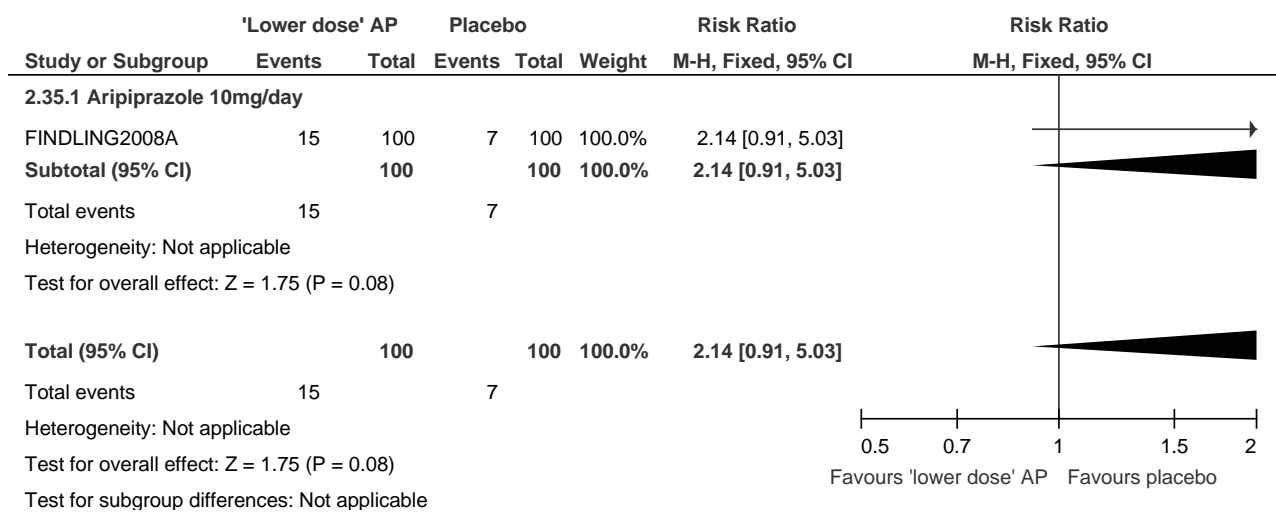 'Lower dose' AP Placebo Risk Ratio Risk Ratio
Study or Subgroup Events Total Events Total Weight M-H, Fixed, 95% CI M-H, Fixed, 95% CI
2.35.1 Aripiprazole 10mg/day
FINDLING2008A 15 100 7 100 100.0% 2.14 [0.91, 5.03]
Subtotal (95% CI) 100 100 100.0% 2.14 [0.91, 5.03]
Total events 15 7
Heterogeneity: Not applicable
Test for overall effect: Z = 1.75 (P = 0.08)
Total (95% CI) 100 100 100.0% 2.14 [0.91, 5.03]
Total events 15 7
Heterogeneity: Not applicable
Test for overall effect: Z = 1.75 (P = 0.08)
Test for subgroup differences: Not applicable
0.5 0.7 1 1.5 2
Favours 'lower dose' AP Favours placebo